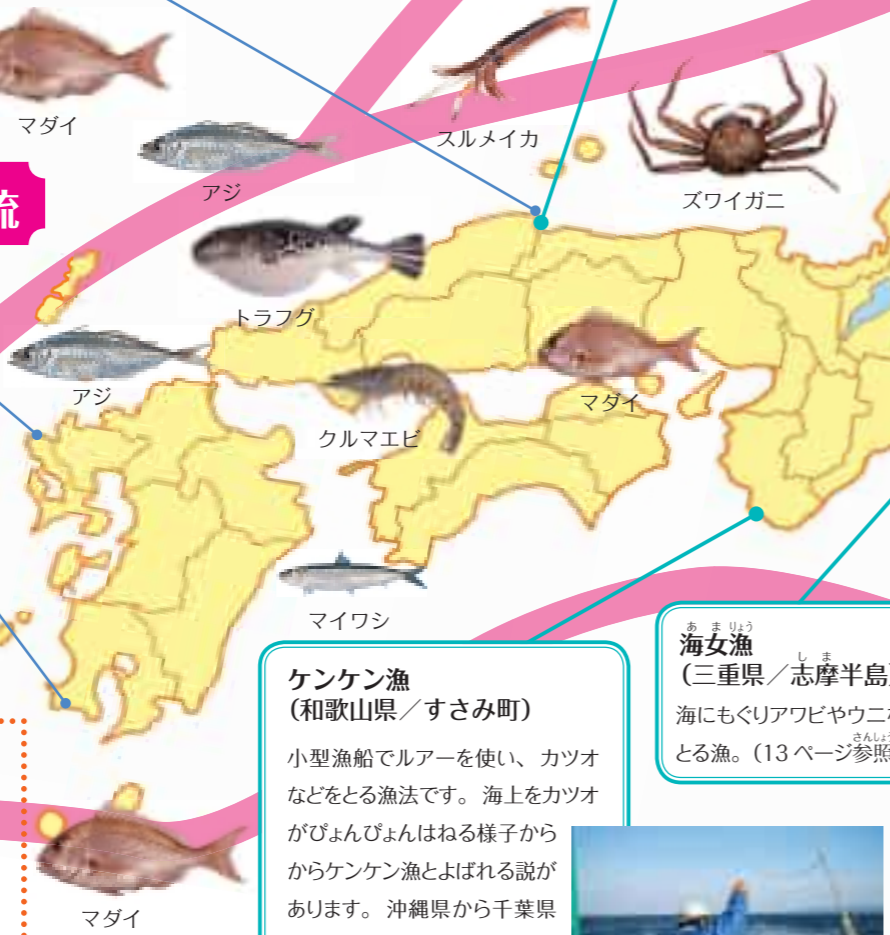 マダイ
スルメイカ
ズワイガニ
アジ
流
トラフグ
アジ
マダイ
クルマエビ
マイワシ
ケンケン漁
(和歌山県/すさみ町)
小型漁船でルアーを使い、カツオ
などをとる漁法です。海上をカツオ
がぴょんぴょんはねる様子から
からケンケン漁とよばれる説が
あります。沖縄県から千葉県
あまりょう
海女漁
しま
(三重県/志摩半島)
海にもぐりアワビやウニ
さんしょう
とる漁。(13ページ参照
マダイ